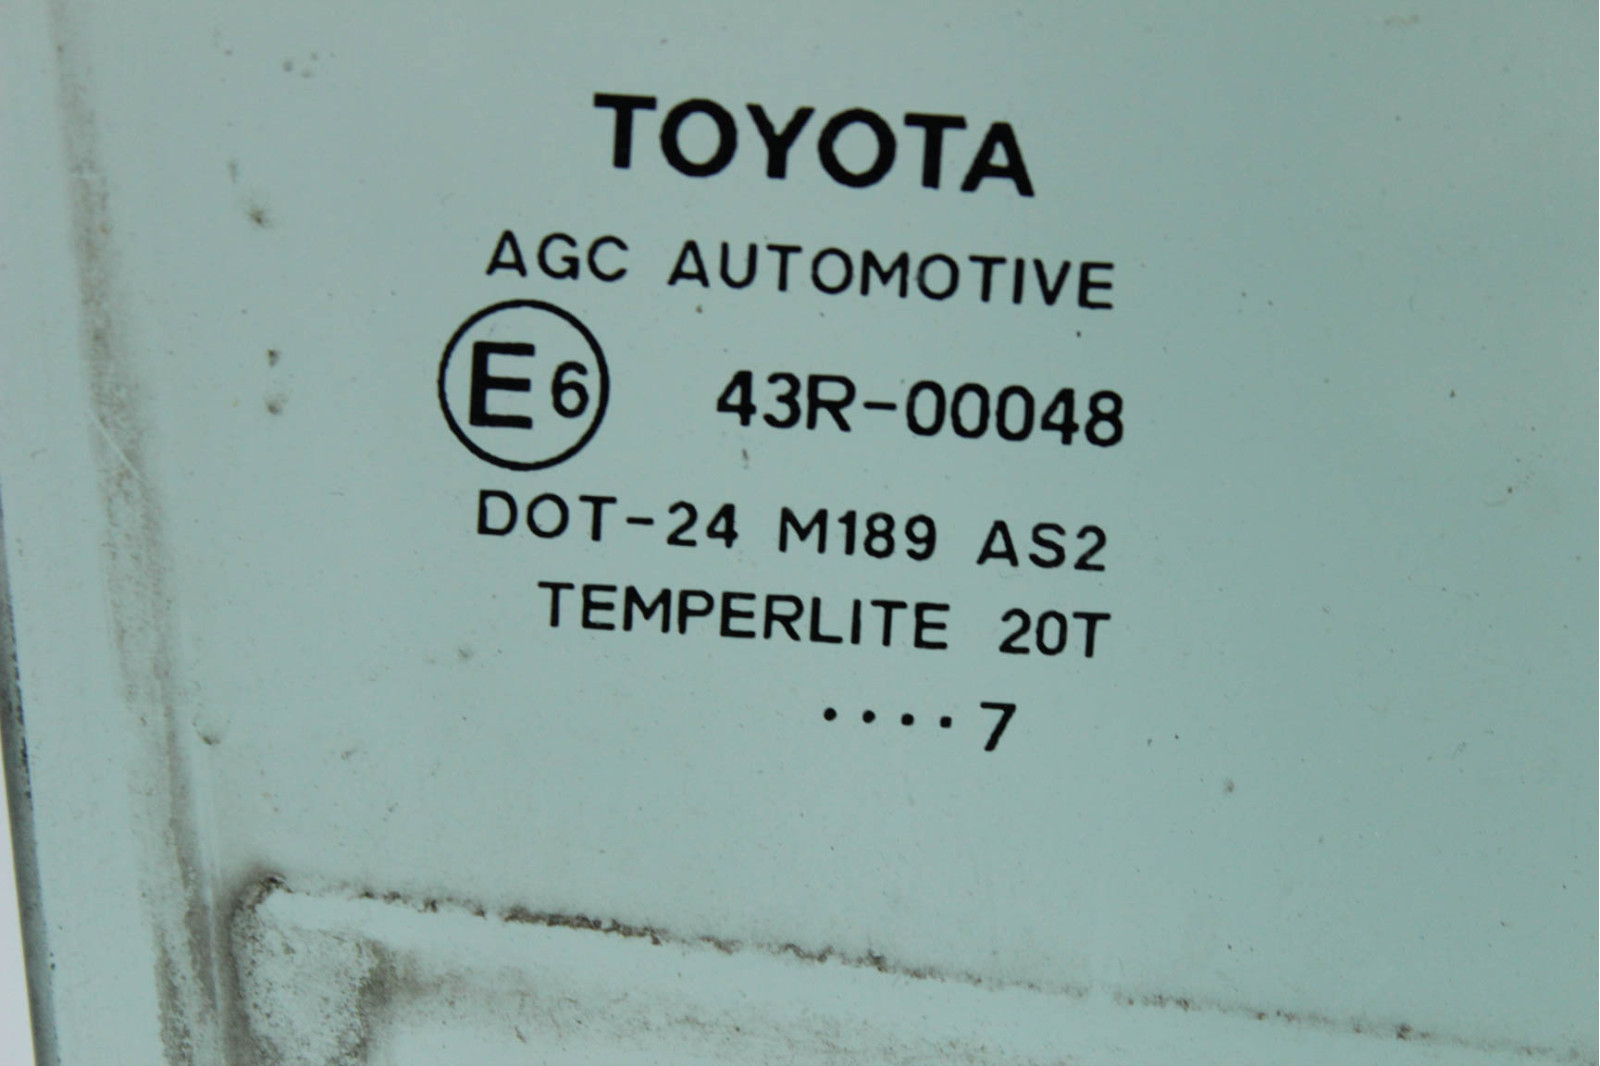 TOYOTA
AGC AUTOMOTIVE
E6 43R-00048
DOT-24 M189 AS2
TEMPERLITE 20T
····7